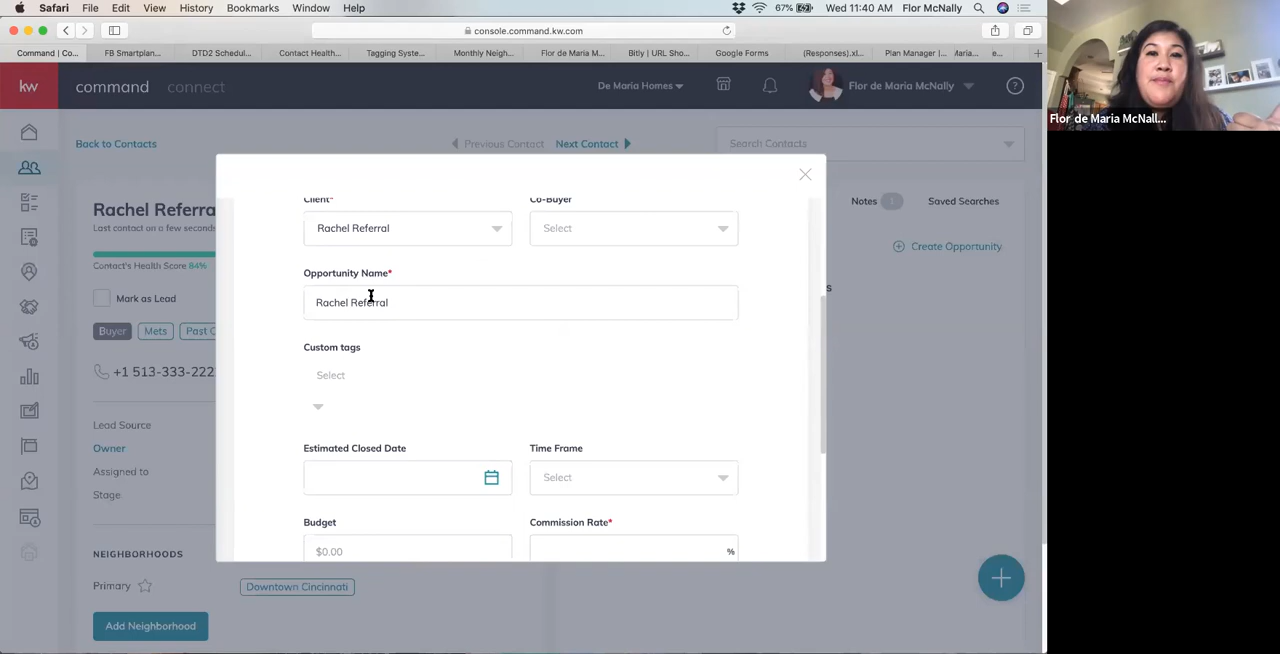 Safari File Edit View History Bookmarks Window Help 67% Wed 11:40 AM Flor McNally
console.command.kw.com
Command | Co... FB Smartplan... DTD2 Schedul... Contact Health... Tagging Syste... Monthly Neigh... Flor de Maria M... Bitly | URL Sho... Google Forms (Responses).xl... Plan Manager |... Maria... e...
kw command connect De Maria Homes Flor de Maria McNally
Flor de Maria McNall...
Back to Contacts Previous Contact Next Contact Search Contacts
Rachel Referra
Last contact on a few seconds
Contact's Health Score 84%
Mark as Lead
Buyer Mets Past C
+1 513-333-222
Lead Source
Owner
Assigned to
Stage
NEIGHBORHOODS
Primary Downtown Cincinnati
Add Neighborhood
Client* Co-Buyer
Rachel Referral Select
Opportunity Name*
Rachel Referral
Custom tags
Select
Estimated Closed Date Time Frame
Select
Budget Commission Rate*
$0.00 %
Notes 1 Saved Searches
Create Opportunity
s